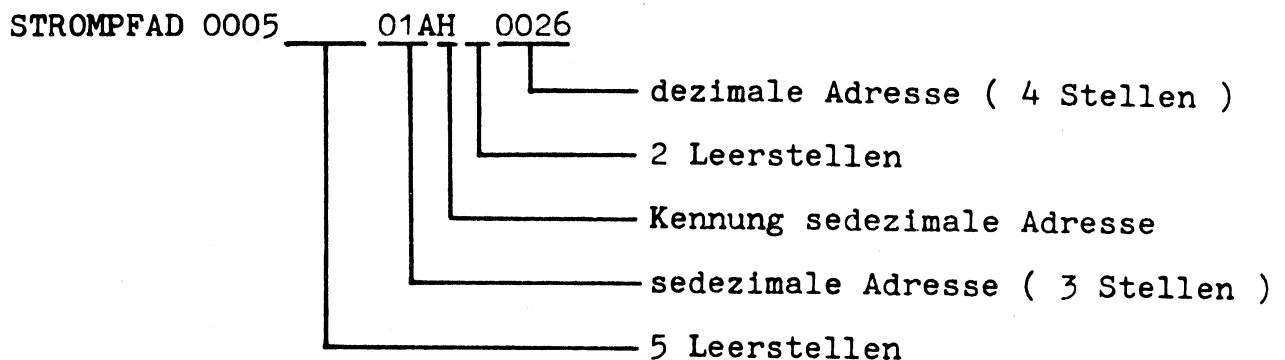 STROMPFAD 0005 01AH 0026
dezimale Adresse ( 4 Stellen )
2 Leerstellen
Kennung sedezimale Adresse
sedezimale Adresse ( 3 Stellen )
5 Leerstellen